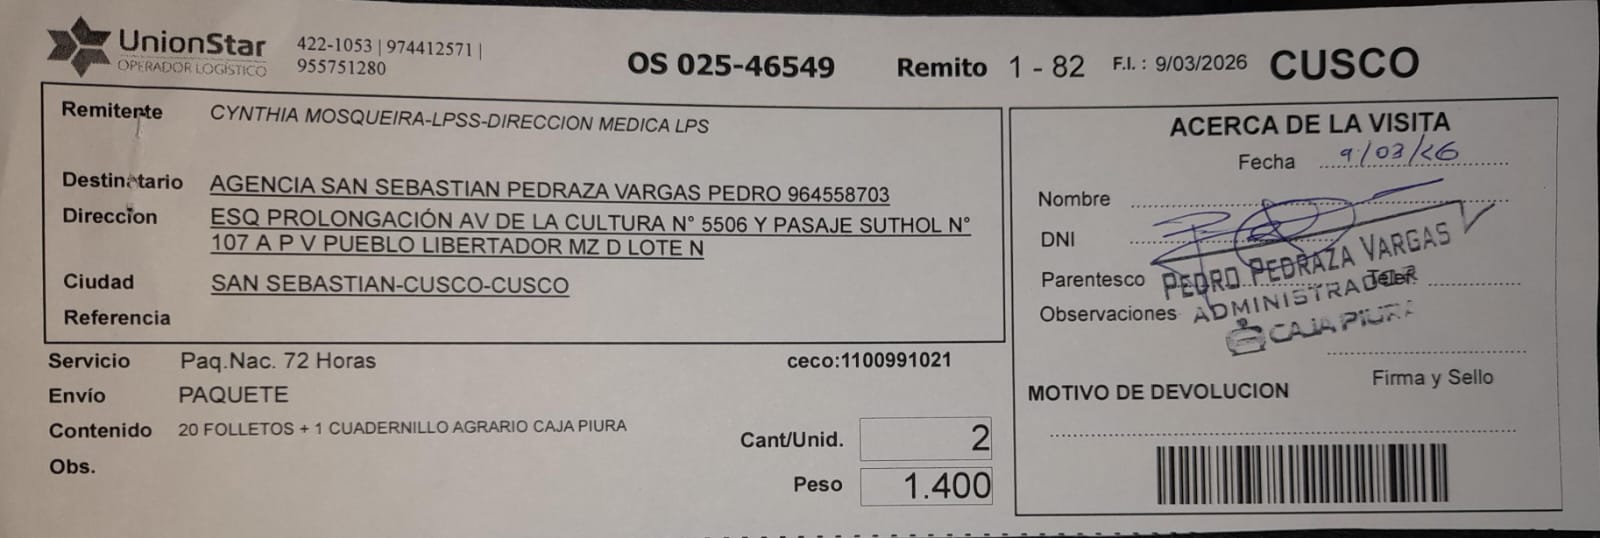 UnionStar
OPERADOR LOGÍSTICO
422-1053 | 974412571 |
955751280
OS 025-46549
Remito 1 - 82
F.I. : 9/03/2026
CUSCO
Remitente CYNTHIA MOSQUEIRA-LPSS-DIRECCION MEDICA LPS
Destinatario AGENCIA SAN SEBASTIAN PEDRAZA VARGAS PEDRO 964558703
Direccion ESQ PROLONGACIÓN AV DE LA CULTURA N° 5506 Y PASAJE SUTHOL N°
107 A P V PUEBLO LIBERTADOR MZ D LOTE N
Ciudad SAN SEBASTIAN-CUSCO-CUSCO
Referencia
Servicio Paq.Nac. 72 Horas ceco:1100991021
Envío PAQUETE
Contenido 20 FOLLETOS + 1 CUADERNILLO AGRARIO CAJA PIURA
Obs.
Cant/Unid. 2
Peso 1.400
ACERCA DE LA VISITA
Fecha 9/03/26
Nombre
DNI
Parentesco Telef.
Observaciones
PEDRO PEDRAZA VARGAS
ADMINISTRADOR
CAJA PIURA
Firma y Sello
MOTIVO DE DEVOLUCION